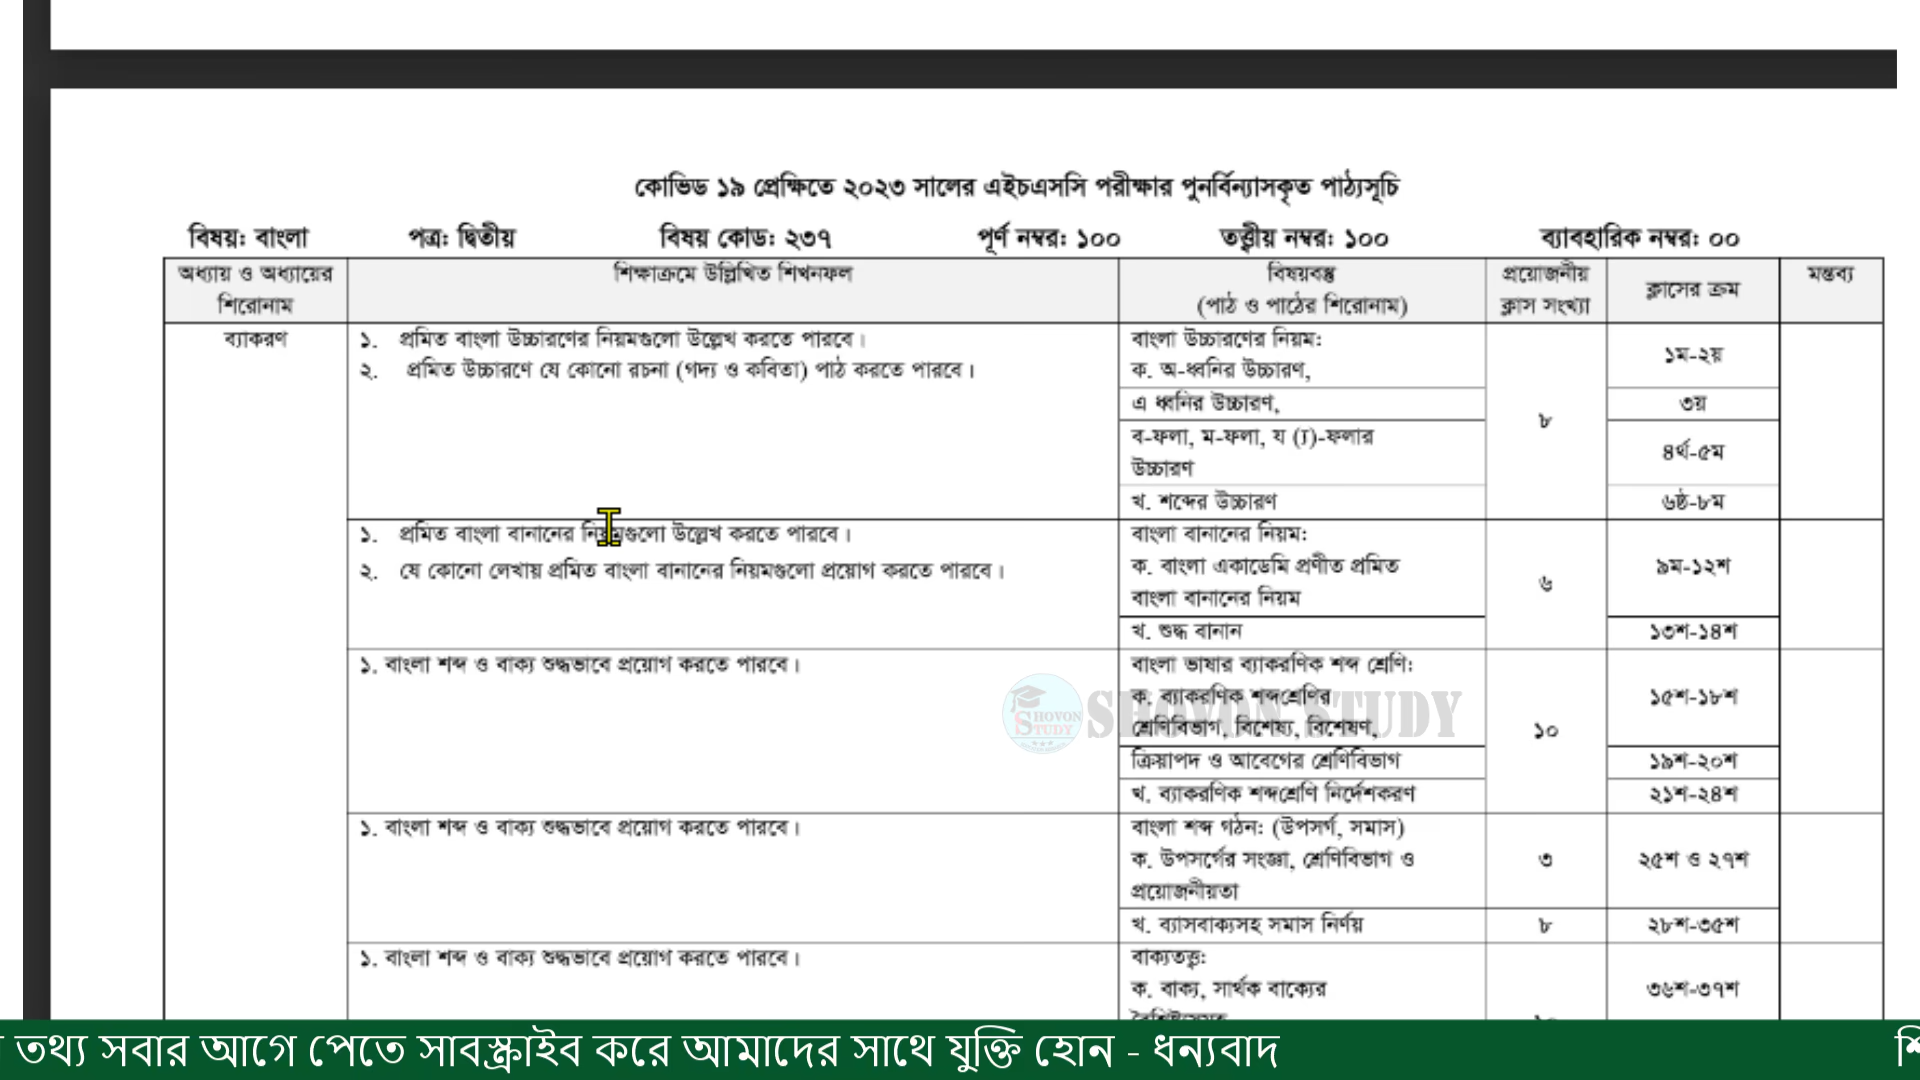 কোভিড ১৯ প্রেক্ষিতে ২০২৩ সালের এইচএসসি পরীক্ষার পুনর্বিন্যাসকৃত পাঠ্যসূচি
বিষয়: বাংলা পত্র: দ্বিতীয় বিষয় কোড: ২৩৭ পূর্ণ নম্বর: ১০০ তত্ত্বীয় নম্বর: ১০০ ব্যাবহারিক নম্বর: ০০
অধ্যায় ও অধ্যায়ের শিরোনাম
শিক্ষাক্রমে উল্লিখিত শিখনফল
বিষয়বস্তু
(পাঠ ও পাঠের শিরোনাম)
প্রয়োজনীয়
ক্লাস সংখ্যা
ক্লাসের ক্রম
মন্তব্য
ব্যাকরণ
১. প্রমিত বাংলা উচ্চারণের নিয়মগুলো উল্লেখ করতে পারবে।
২. প্রমিত উচ্চারণে যে কোনো রচনা (গদ্য ও কবিতা) পাঠ করতে পারবে।
বাংলা উচ্চারণের নিয়ম:
ক. অ-ধ্বনির উচ্চারণ,
১ম-২য়
এ ধ্বনির উচ্চারণ,
৩য়
৮
ব-ফলা, ম-ফলা, য (্য)-ফলার
উচ্চারণ
৪র্থ-৫ম
খ. শব্দের উচ্চারণ
৬ষ্ঠ-৮ম
১. প্রমিত বাংলা বানানের নিয়মগুলো উল্লেখ করতে পারবে।
২. যে কোনো লেখায় প্রমিত বাংলা বানানের নিয়মগুলো প্রয়োগ করতে পারবে।
বাংলা বানানের নিয়ম:
ক. বাংলা একাডেমি প্রণীত প্রমিত
বাংলা বানানের নিয়ম
৬
৯ম-১২শ
খ. শুদ্ধ বানান
১৩শ-১৪শ
১. বাংলা শব্দ ও বাক্য শুদ্ধভাবে প্রয়োগ করতে পারবে।
বাংলা ভাষার ব্যাকরণিক শব্দ শ্রেণি:
ক. ব্যাকরণিক শব্দশ্রেণির
শ্রেণিবিভাগ, বিশেষ্য, বিশেষণ,
১০
১৫শ-১৮শ
ক্রিয়াপদ ও আবেগের শ্রেণিবিভাগ
১৯শ-২০শ
খ. ব্যাকরণিক শব্দশ্রেণি নির্দেশকরণ
২১শ-২৪শ
SHOVON STUDY
SHOVON
STUDY
১. বাংলা শব্দ ও বাক্য শুদ্ধভাবে প্রয়োগ করতে পারবে।
বাংলা শব্দ গঠন: (উপসর্গ, সমাস)
ক. উপসর্গের সংজ্ঞা, শ্রেণিবিভাগ ও
প্রয়োজনীয়তা
৩
২৫শ ও ২৭শ
খ. ব্যাসবাক্যসহ সমাস নির্ণয়
৮
২৮শ-৩৫শ
১. বাংলা শব্দ ও বাক্য শুদ্ধভাবে প্রয়োগ করতে পারবে।
বাক্যতত্ত্ব:
ক. বাক্য, সার্থক বাক্যের
৩৬শ-৩৭শ
তথ্য সবার আগে পেতে সাবস্ক্রাইব করে আমাদের সাথে যুক্তি হোন - ধন্যবাদ